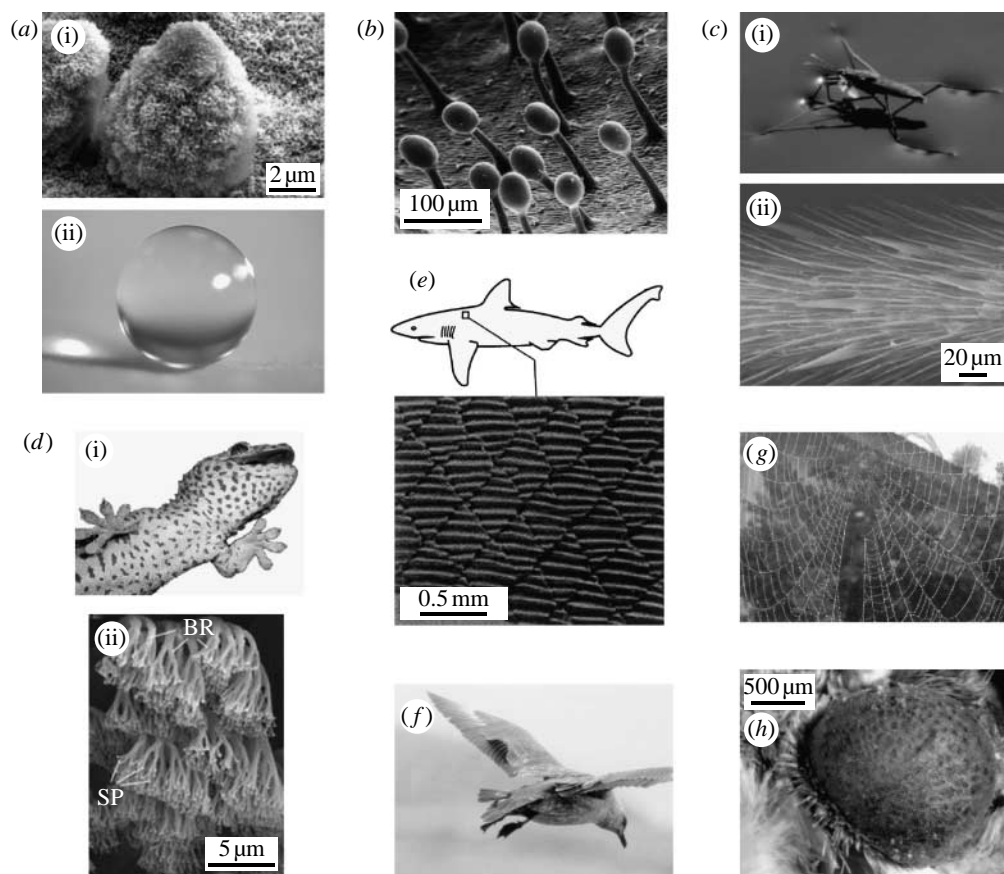 (a)
(i)
2 µm
(ii)
(b)
100 µm
(c)
(i)
(ii)
20 µm
(e)
0.5 mm
(d)
(i)
(ii)
BR
SP
5 µm
(f)
(g)
500 µm
(h)